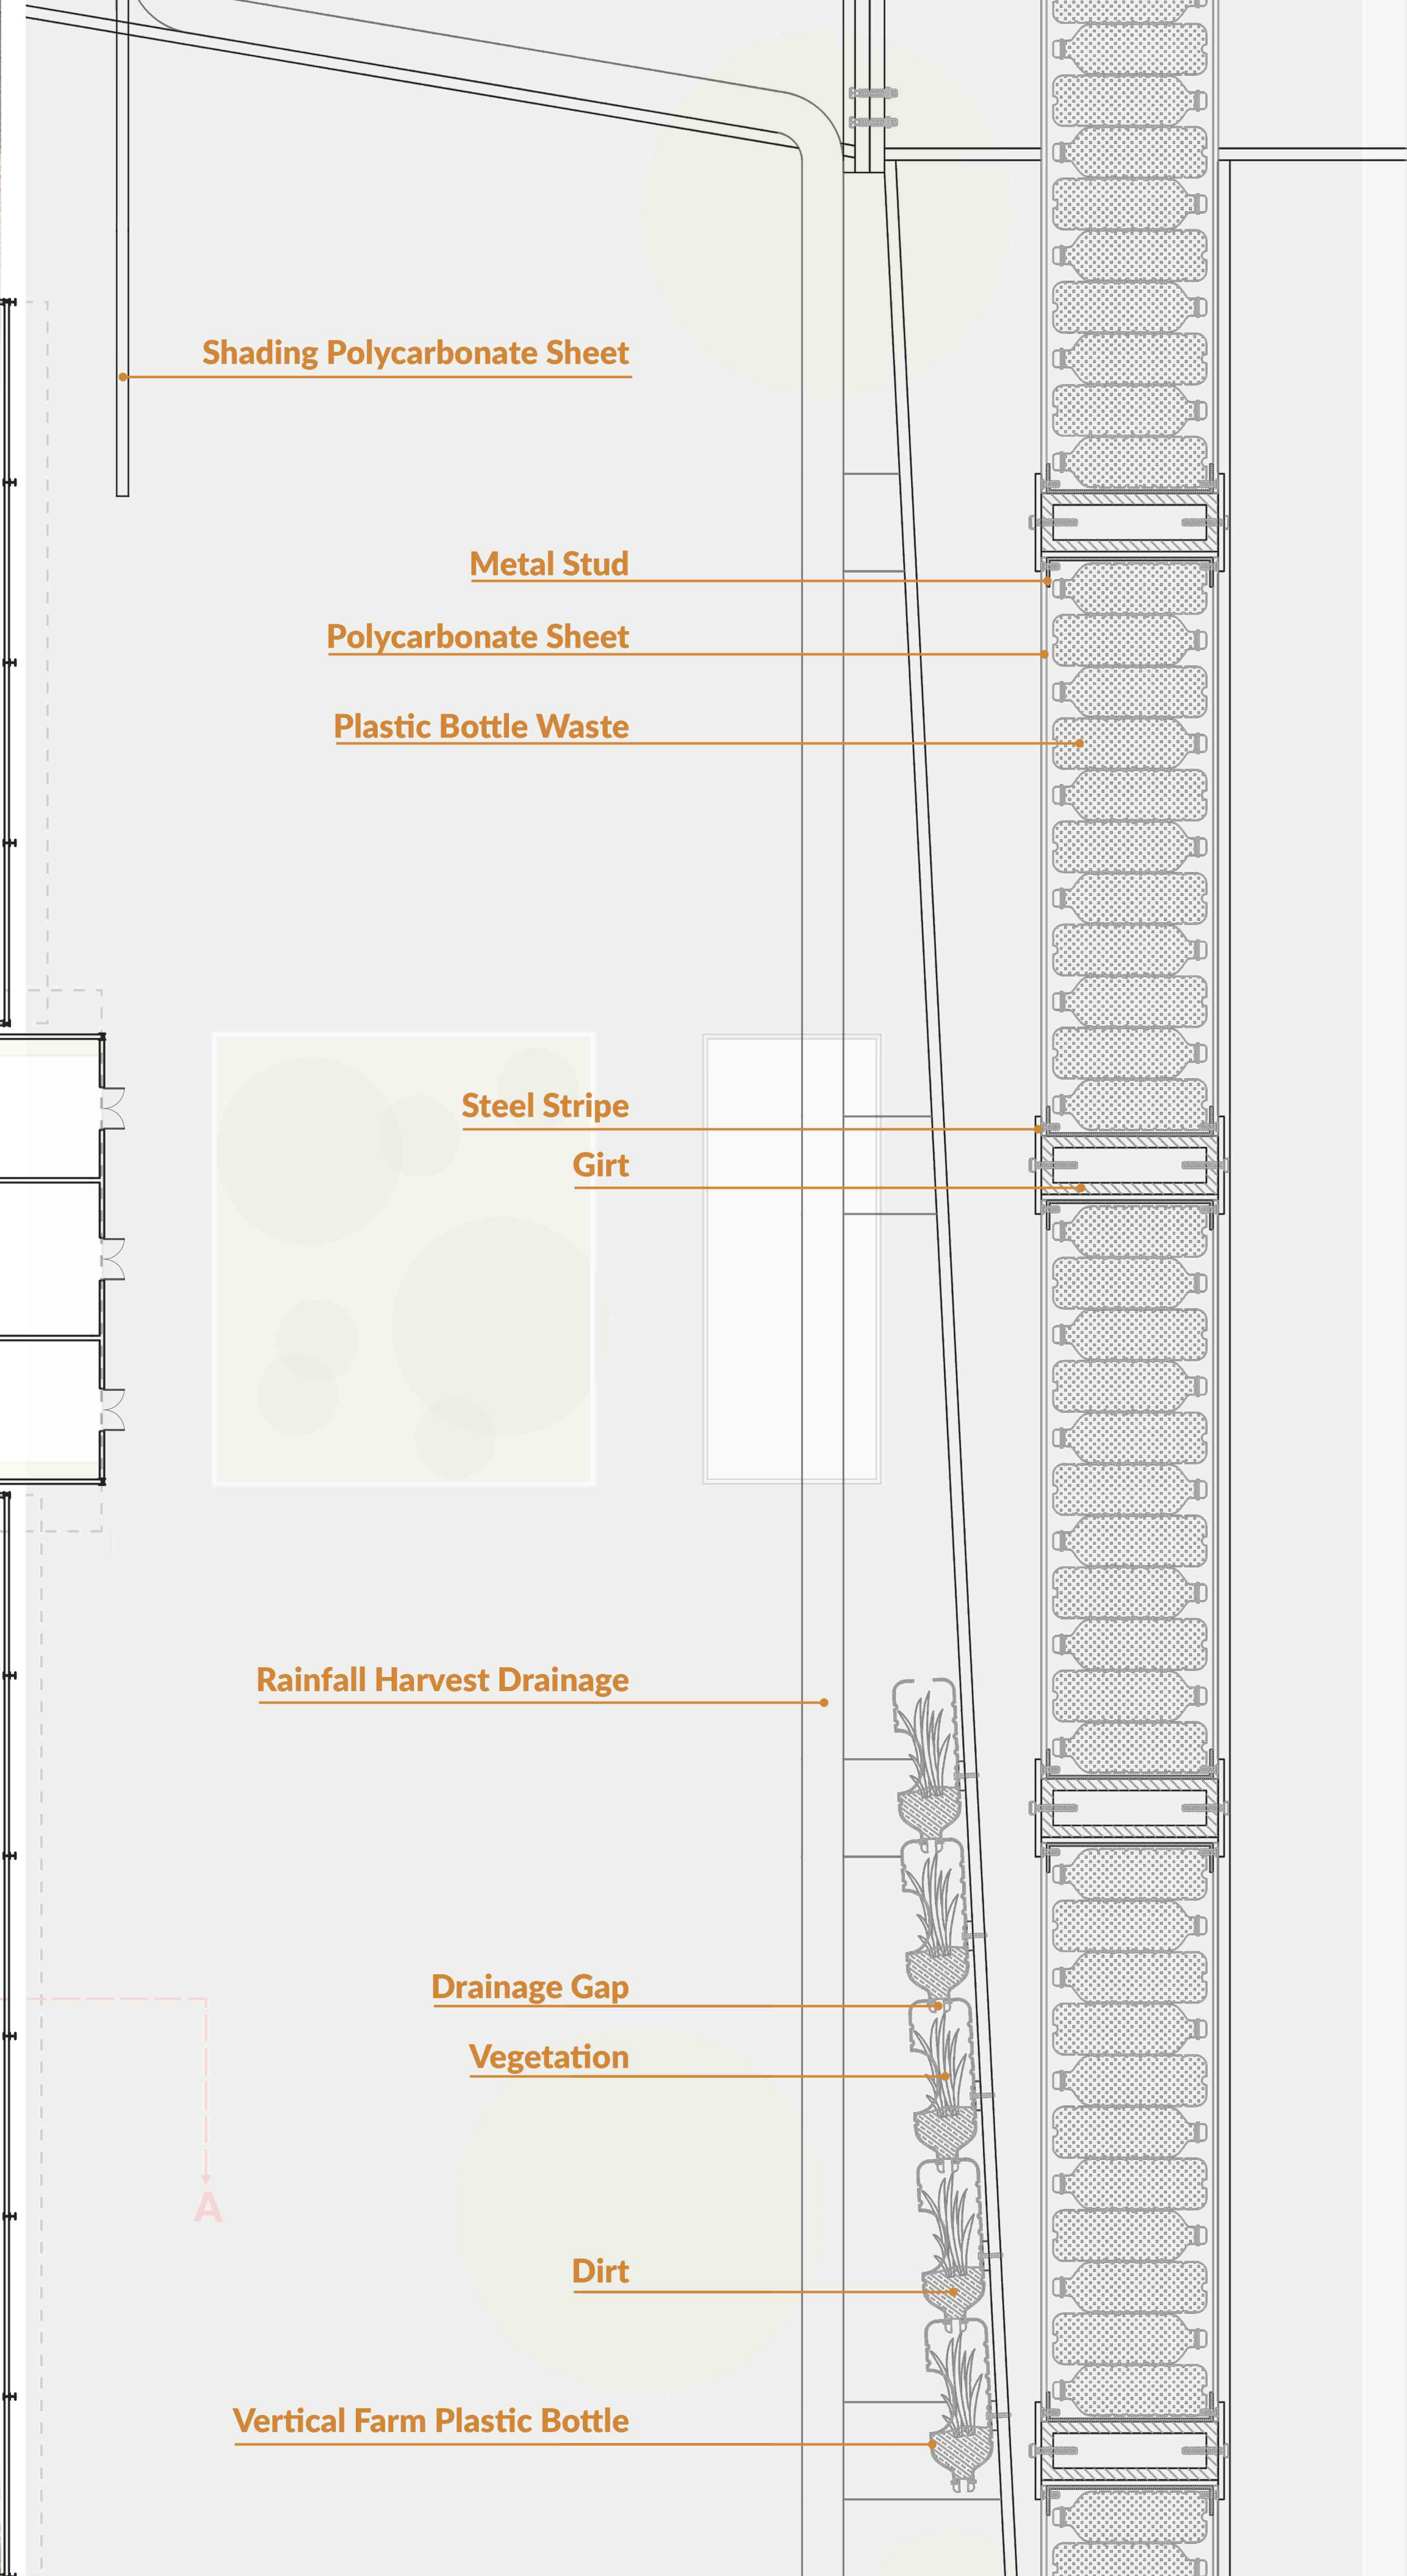 Shading Polycarbonate Sheet
Metal Stud
Polycarbonate Sheet
Plastic Bottle Waste
Steel Stripe
Girt
Rainfall Harvest Drainage
Drainage Gap
Vegetation
A
Dirt
Vertical Farm Plastic Bottle